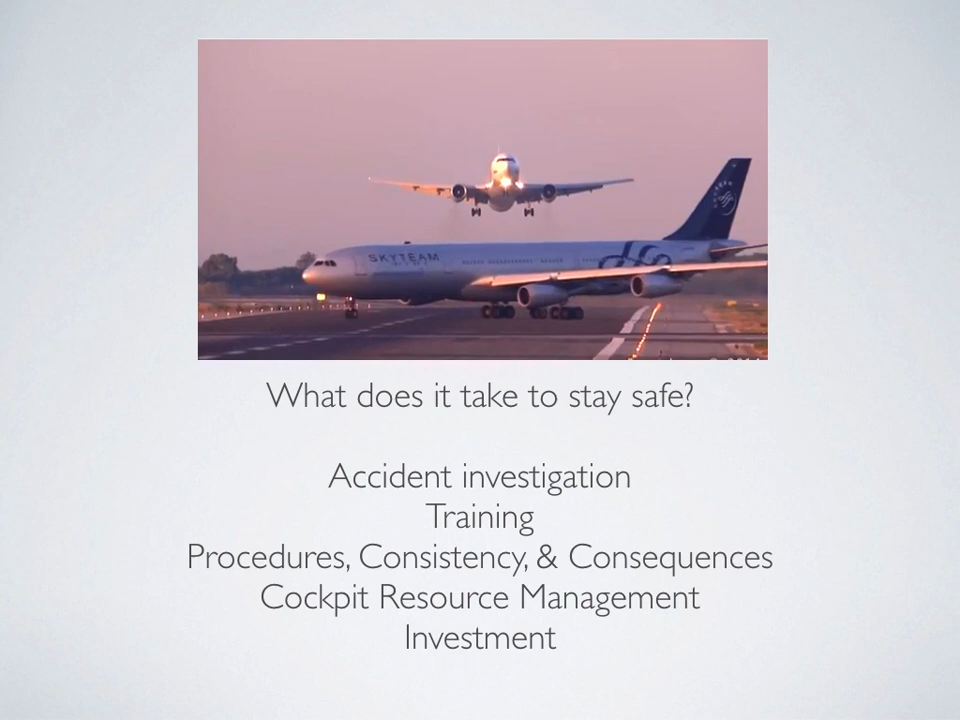 SKYTEAM
What does it take to stay safe?
Accident investigation
Training
Procedures, Consistency, & Consequences
Cockpit Resource Management
Investment